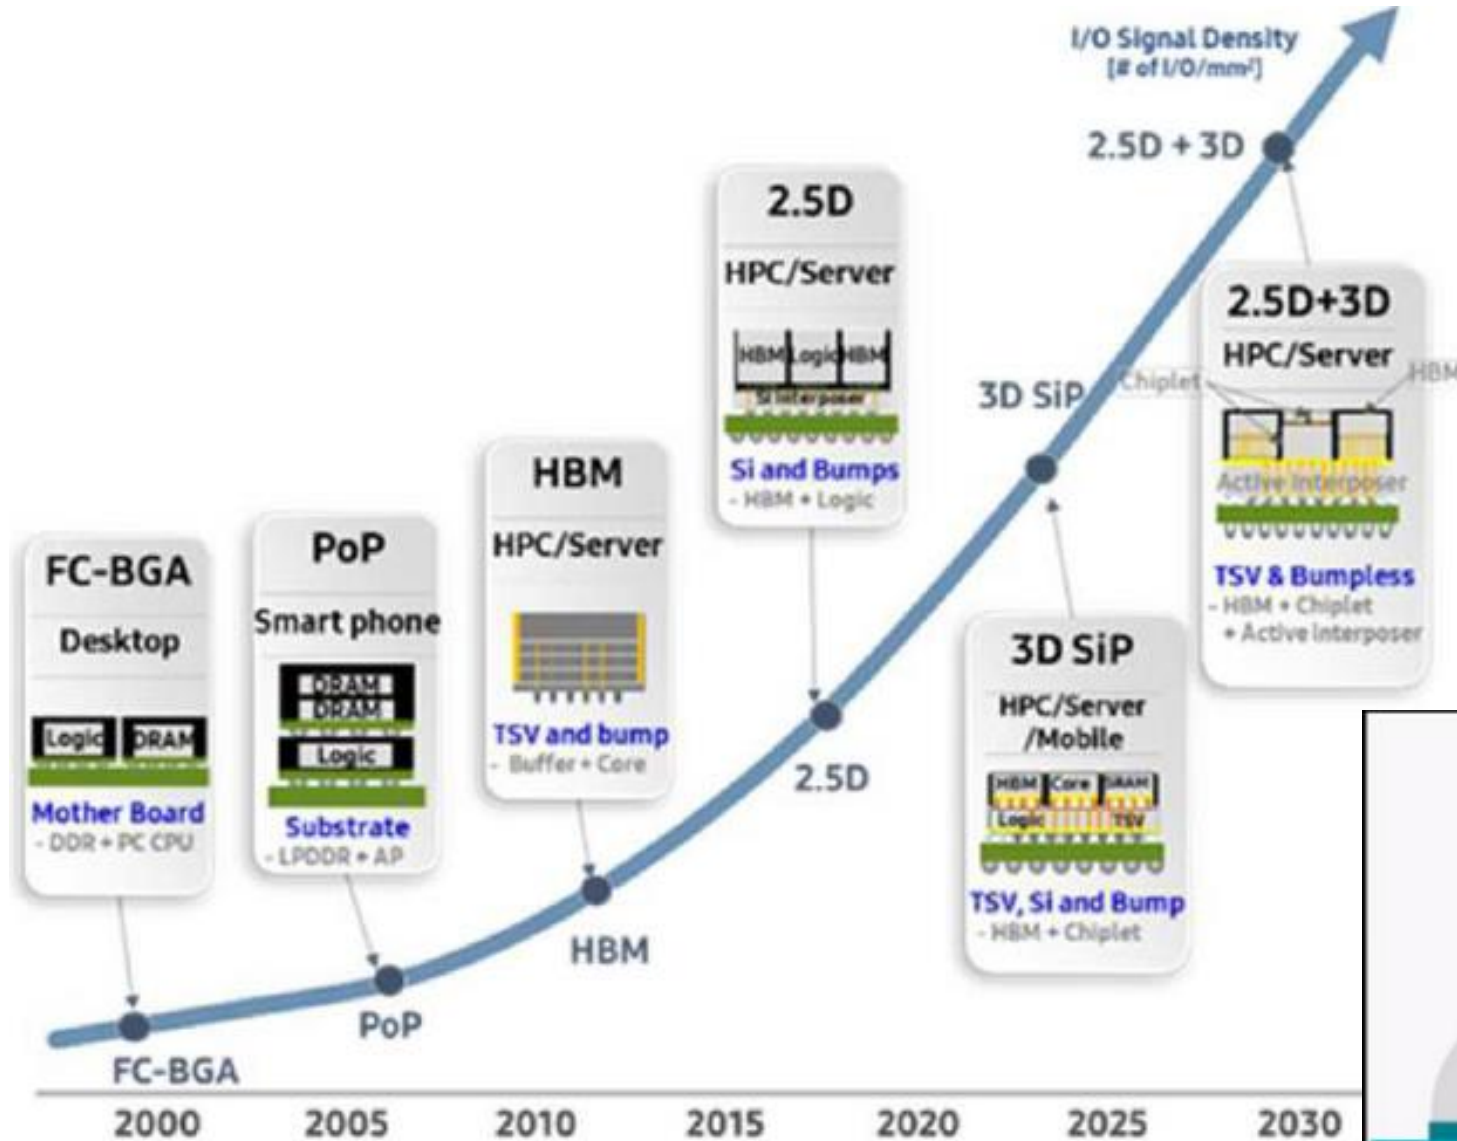 I/O Signal Density
[# of I/O/mm²]
2.5D + 3D
2.5D
HPC/Server
HBM Logic HBM
Si Interposer
Si and Bumps
- HBM + Logic
2.5D+3D
HPC/Server
Chiplet
HBM
Active Interposer
TSV & Bumpless
- HBM + Chiplet
+ Active interposer
3D SiP
HBM
HPC/Server
TSV and bump
- Buffer + Core
PoP
Smart phone
DRAM
DRAM
Logic
Substrate
- LPDDR + AP
FC-BGA
Desktop
Logic DRAM
Mother Board
- DDR + PC CPU
3D SiP
HPC/Server
/Mobile
HBM Core DRAM
Logic TSV
TSV, Si and Bump
- HBM + Chiplet
2.5D
HBM
PoP
FC-BGA
2000 2005 2010 2015 2020 2025 2030